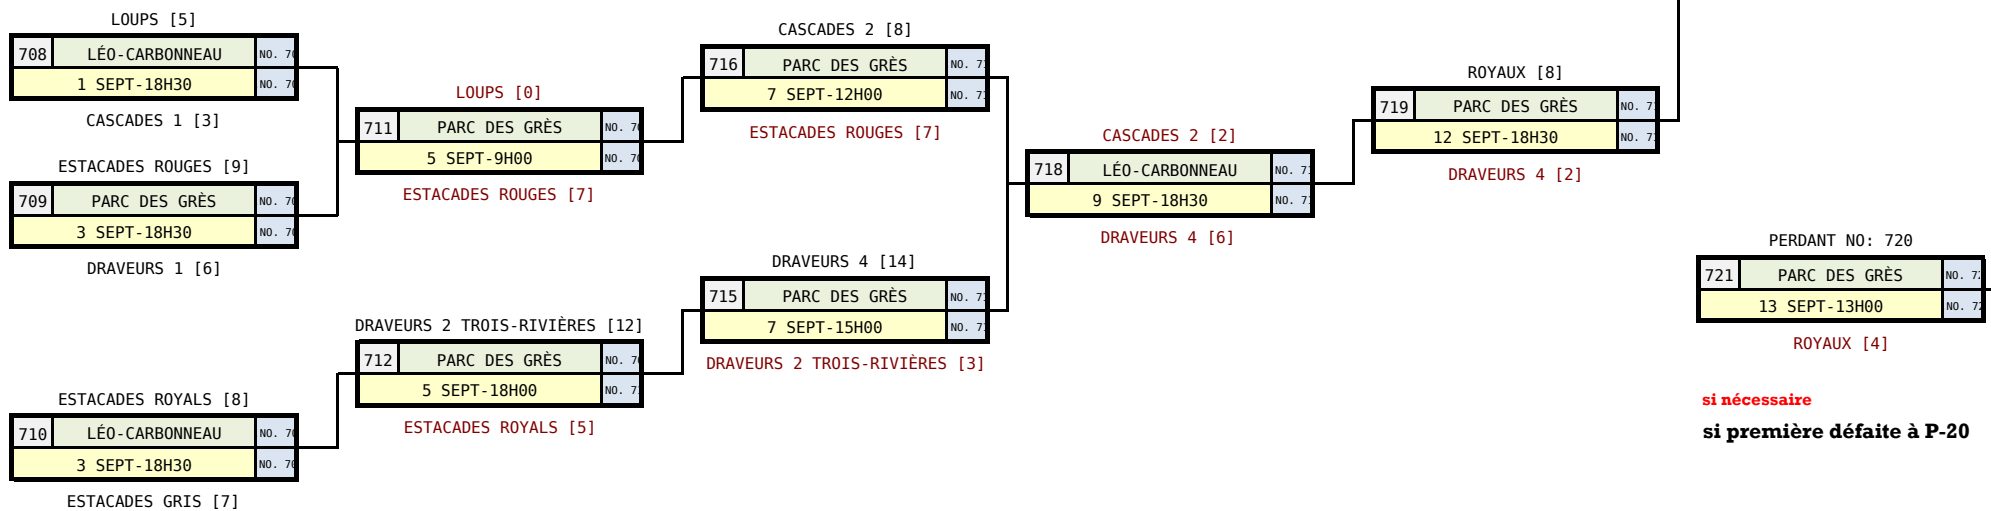 LOUPS [5]
708 LÉO-CARBONNEAU
1 SEPT-18H30
CASCADES 1 [3]
ESTACADES ROUGES [9]
709 PARC DES GRÈS
3 SEPT-18H30
DRAVEURS 1 [6]
ESTACADES ROYALS [8]
710 LÉO-CARBONNEAU
3 SEPT-18H30
ESTACADES GRIS [7]
LOUPS [0]
711 PARC DES GRÈS
5 SEPT-9H00
ESTACADES ROUGES [7]
DRAVEURS 2 TROIS-RIVIÈRES [12]
712 PARC DES GRÈS
5 SEPT-18H00
ESTACADES ROYALS [5]
CASCADES 2 [8]
716 PARC DES GRÈS
7 SEPT-12H00
ESTACADES ROUGES [7]
DRAVEURS 4 [14]
715 PARC DES GRÈS
7 SEPT-15H00
DRAVEURS 2 TROIS-RIVIÈRES [3]
CASCADES 2 [2]
718 LÉO-CARBONNEAU
9 SEPT-18H30
DRAVEURS 4 [6]
ROYAUX [8]
719 PARC DES GRÈS
12 SEPT-18H30
DRAVEURS 4 [2]
PERDANT NO: 720
721 PARC DES GRÈS
13 SEPT-13H00
ROYAUX [4]
si nécessaire
si première défaite à P-20